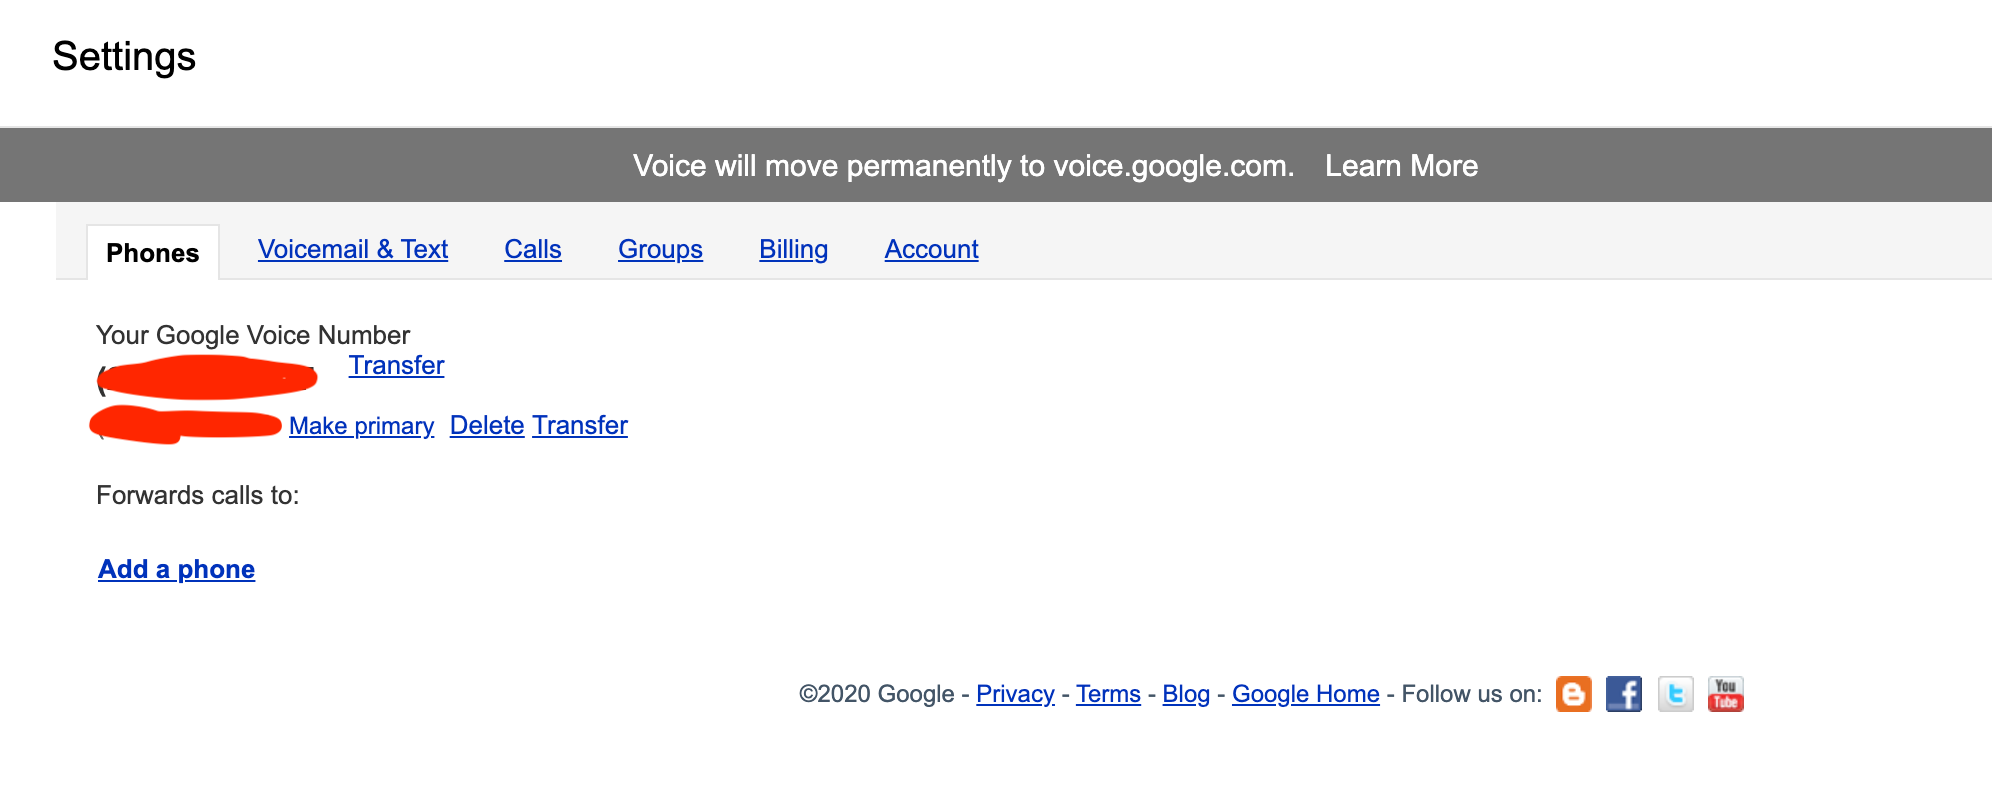 Settings
Voice will move permanently to voice.google.com. Learn More
Phones Voicemail & Text Calls Groups Billing Account
Your Google Voice Number
( Transfer
( Make primary Delete Transfer
Forwards calls to:
Add a phone
©2020 Google - Privacy - Terms - Blog - Google Home - Follow us on: You Tube